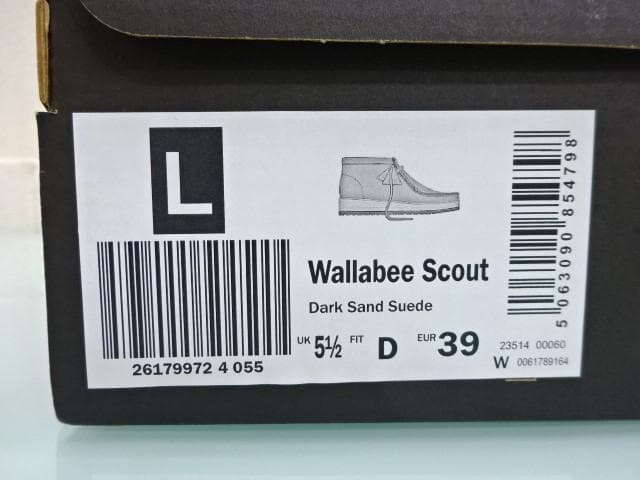 L
26179972 4 055
Wallabee Scout
Dark Sand Suede
UK 5½ FIT D EUR 39
23514 00060
W 0061789164
5 063090 854798